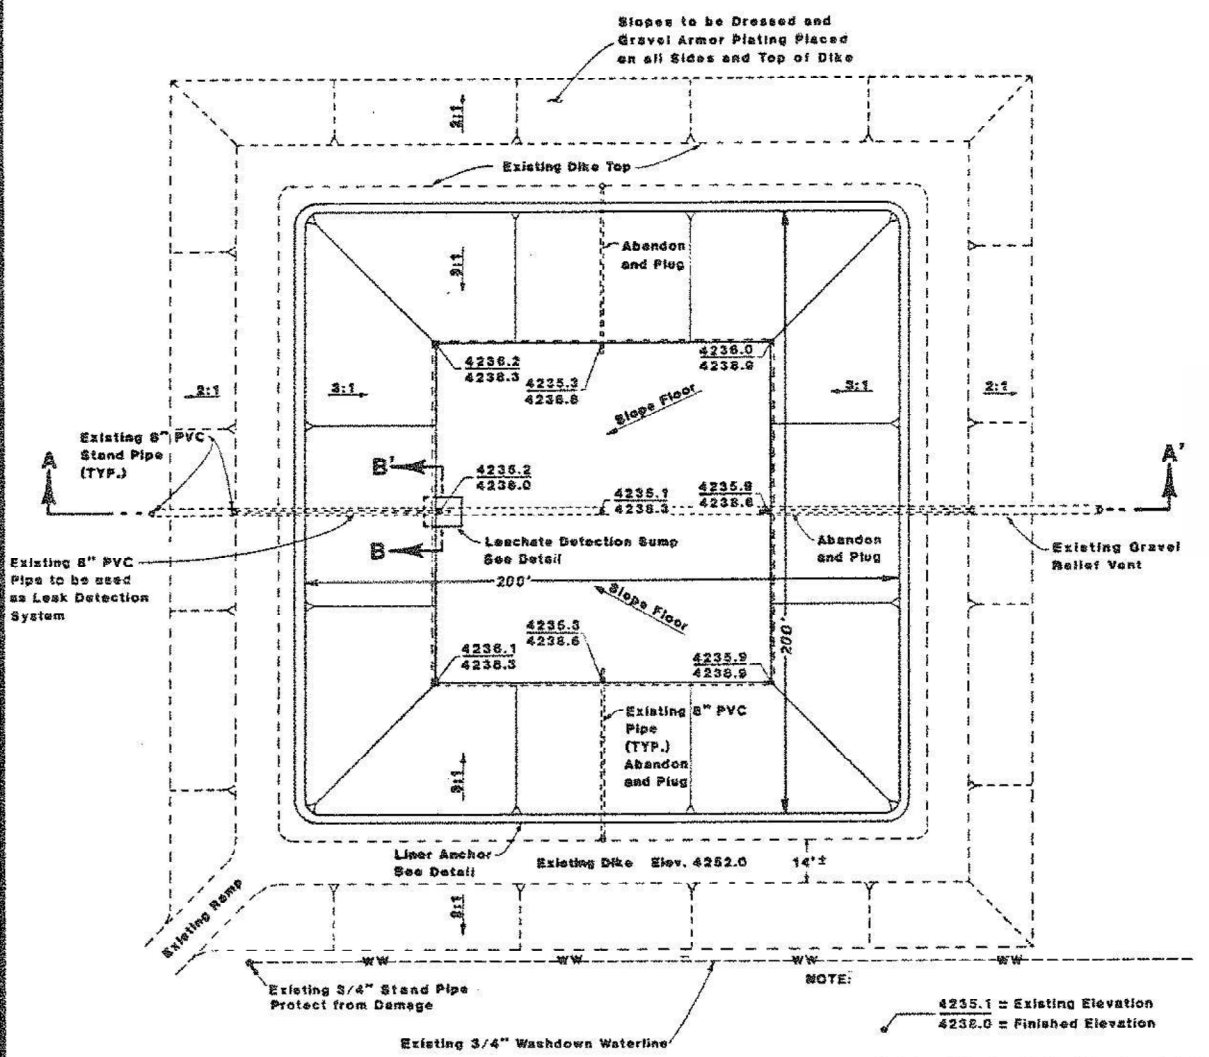 Slopes to be Dressed and
Gravel Armor Plating Placed
on all Sides and Top of Dike
2:1
Existing Dike Top
Abandon
and Plug
3:1
4236.2
4238.3
4235.3
4238.6
4236.0
4238.9
Slope Floor
2:1
3:1
3:1
2:1
Existing 8" PVC
Stand Pipe
(TYP.)
A
A'
B'
4235.2
4238.0
4235.1
4238.3
4235.8
4238.6
B
Leachate Detection Sump
See Detail
Abandon
and Plug
Existing Gravel
Relief Vent
Existing 8" PVC
Pipe to be used
as Leak Detection
System
200'
Slope Floor
200'
4235.3
4238.6
4236.1
4238.3
4235.9
4238.9
Existing 8" PVC
Pipe
(TYP.)
Abandon
and Plug
3:1
Liner Anchor
See Detail
Existing Dike Elev. 4252.0
14'±
Existing Ramp
2:1
WW WW WW WW
NOTE:
Existing 3/4" Stand Pipe
Protect from Damage
4235.1 = Existing Elevation
4238.0 = Finished Elevation
Existing 3/4" Washdown Waterline